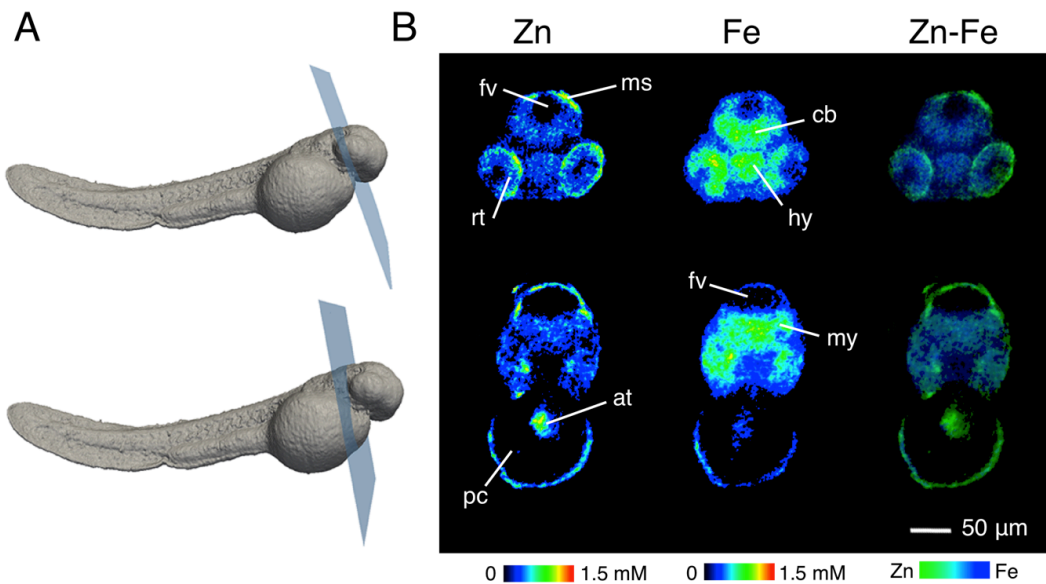 A
B
Zn Fe Zn-Fe
fv
ms
cb
rt
hy
fv
my
at
pc
50 µm
0 1.5 mM
0 1.5 mM
Zn Fe